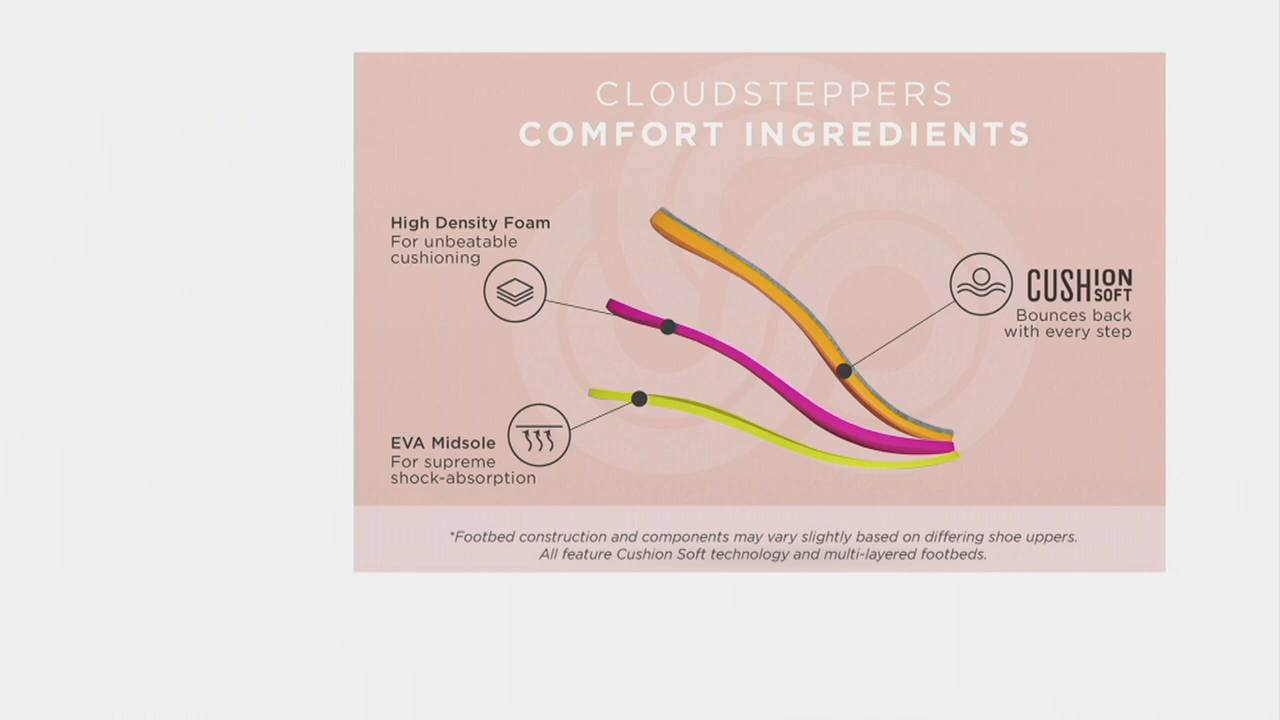 CLOUDSTEPPERS
COMFORT INGREDIENTS
High Density Foam
For unbeatable
cushioning
CUSHION
SOFT
Bounces back
with every step
EVA Midsole
For supreme
shock-absorption
*Footbed construction and components may vary slightly based on differing shoe uppers.
All feature Cushion Soft technology and multi-layered footbeds.